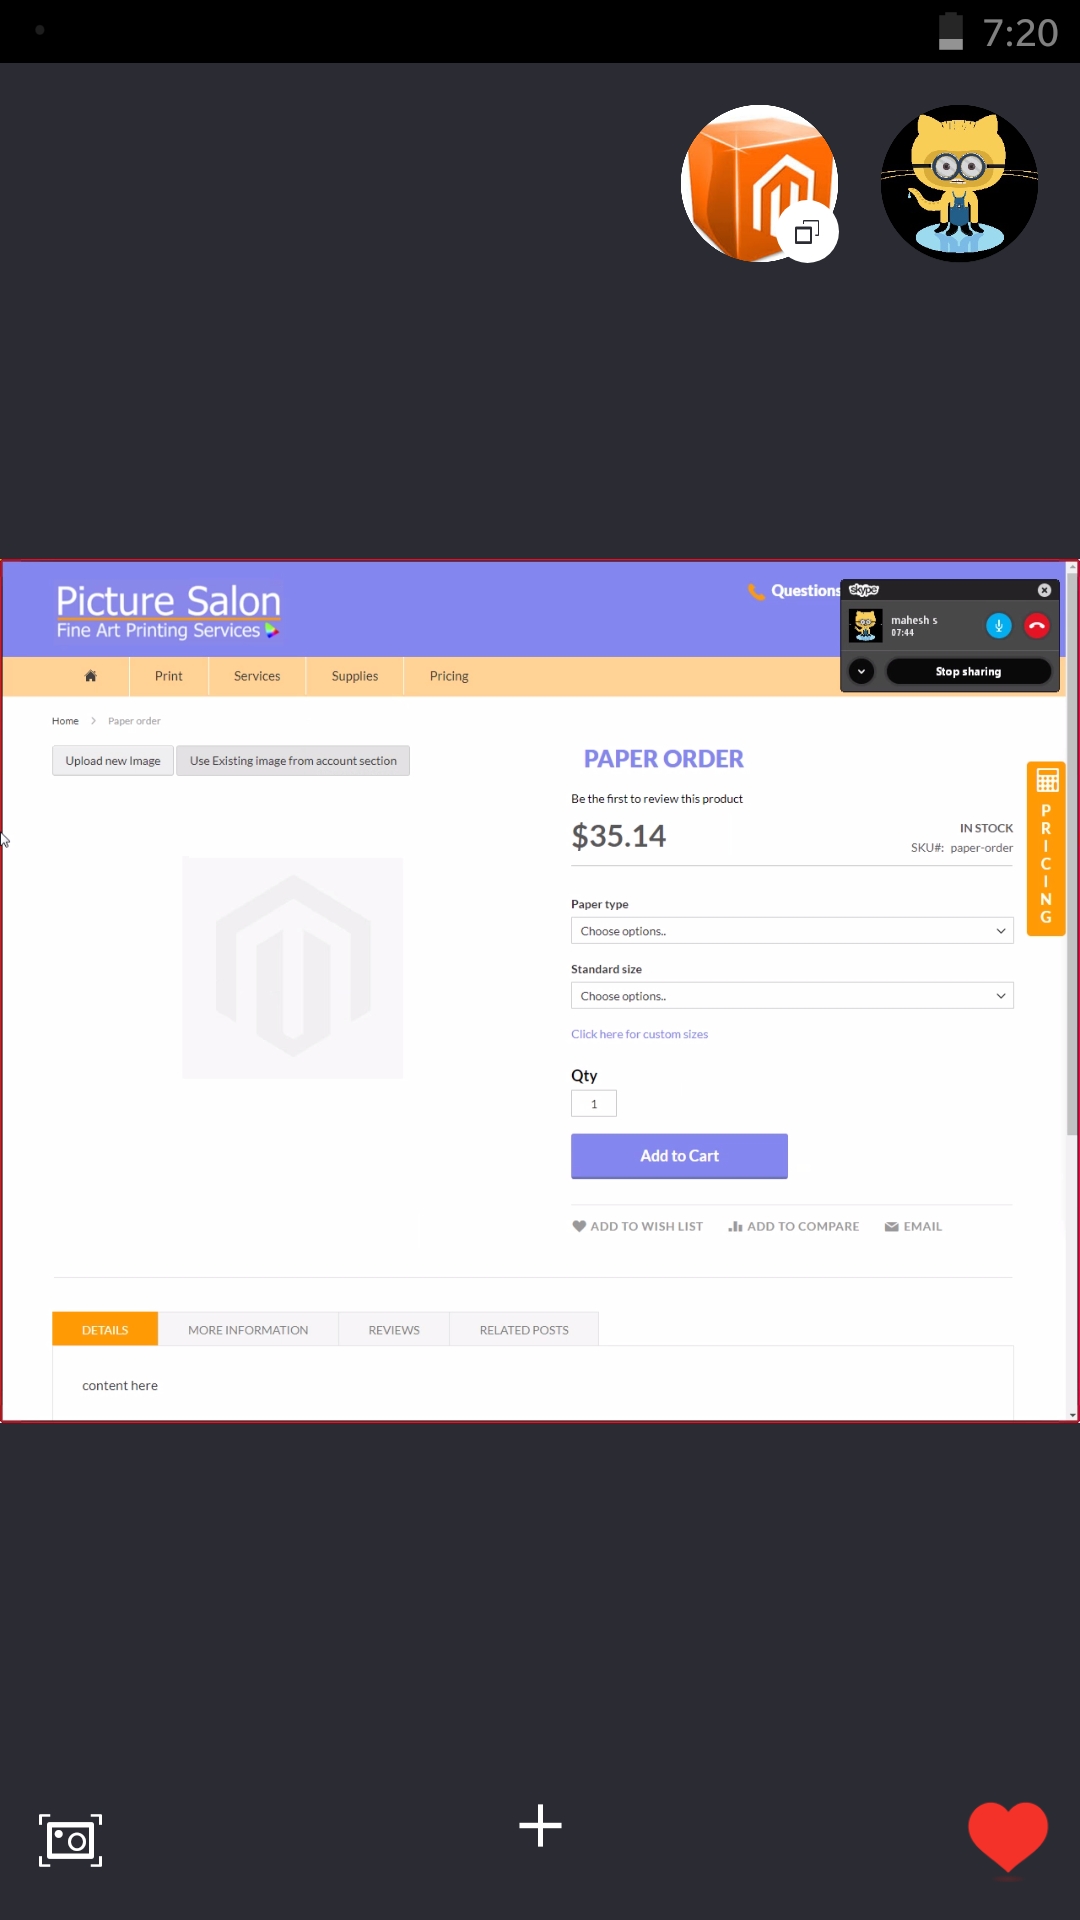 7:20
Picture Salon
Fine Art Printing Services
Questions
skype
mahesh s
07:44
Stop sharing
Print
Services
Supplies
Pricing
Home
Paper order
Upload new Image
Use Existing image from account section
PAPER ORDER
Be the first to review this product
$35.14
IN STOCK
SKU#: paper-order
PRICING
Paper type
Choose options..
Standard size
Choose options..
Click here for custom sizes
Qty
1
Add to Cart
ADD TO WISH LIST
ADD TO COMPARE
EMAIL
DETAILS
MORE INFORMATION
REVIEWS
RELATED POSTS
content here